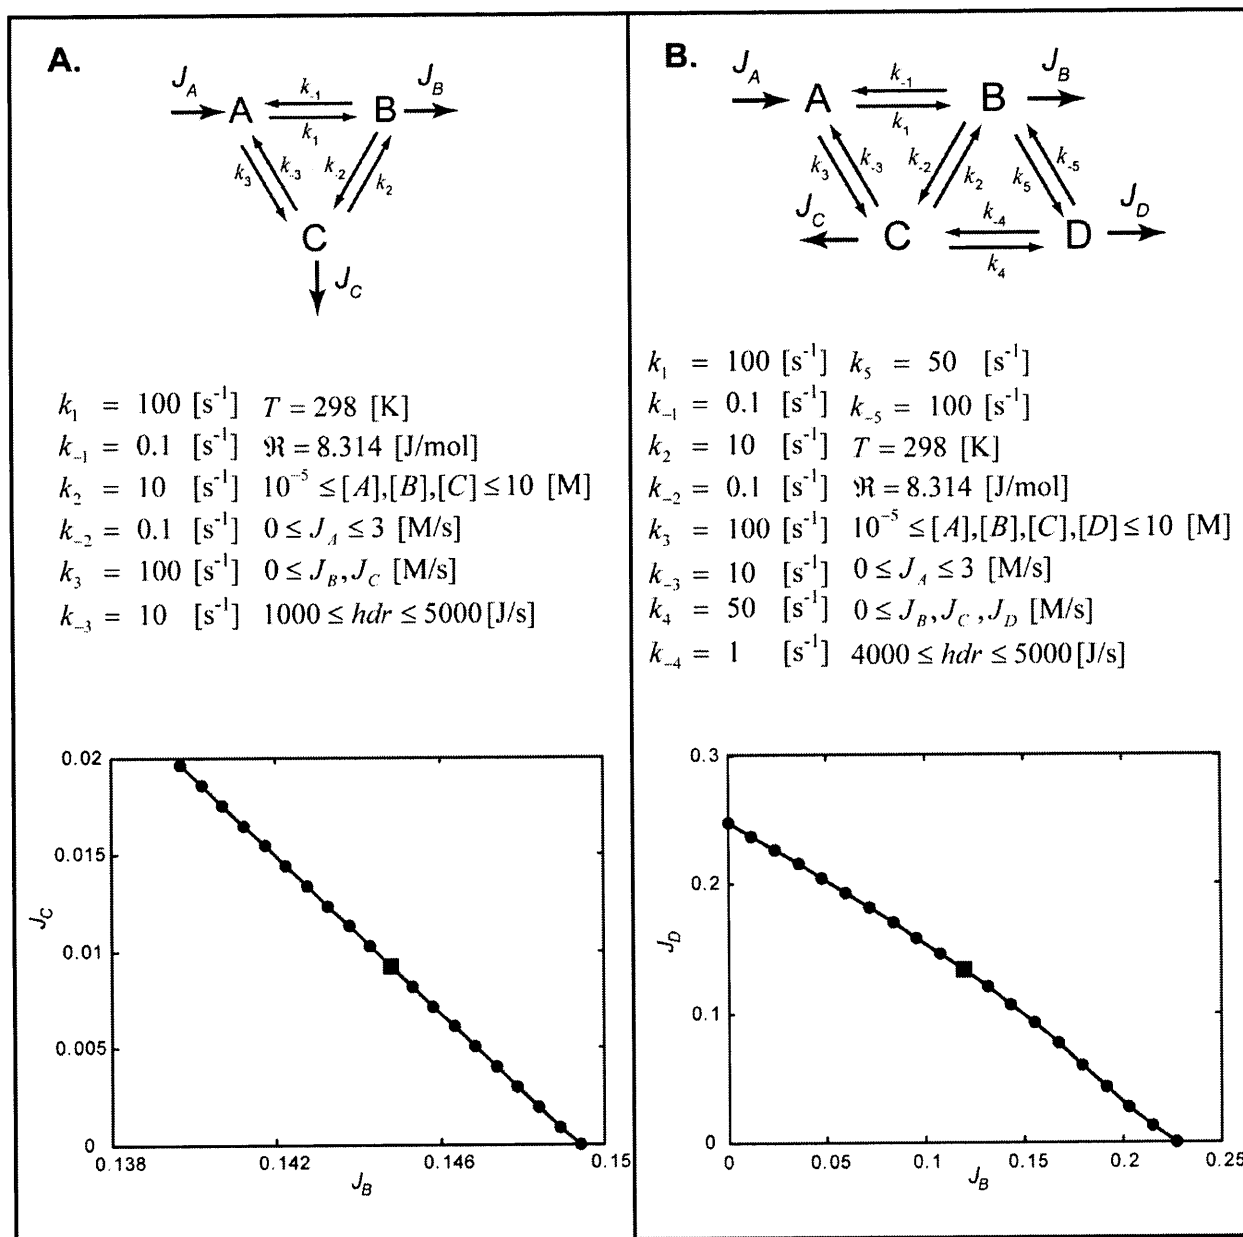 A.
J_A
k_-1
J_B
A
B
k_1
k_3
k_-3
k_-2
k_2
C
J_C
k_1 = 100 [s^-1] T = 298 [K]
k_-1 = 0.1 [s^-1] ℜ = 8.314 [J/mol]
k_2 = 10 [s^-1] 10^-5 ≤ [A],[B],[C] ≤ 10 [M]
k_-2 = 0.1 [s^-1] 0 ≤ J_A ≤ 3 [M/s]
k_3 = 100 [s^-1] 0 ≤ J_B, J_C [M/s]
k_-3 = 10 [s^-1] 1000 ≤ hdr ≤ 5000 [J/s]
0.02
0.015
0.01
0.005
0
J_C
0.138 0.142 0.146 0.15
J_B
B.
J_A
k_-1
J_B
A
B
k_1
k_3
k_-3
k_-2
k_2
k_5
k_-5
J_C
k_-4
J_D
C
D
k_4
k_1 = 100 [s^-1] k_5 = 50 [s^-1]
k_-1 = 0.1 [s^-1] k_-5 = 100 [s^-1]
k_2 = 10 [s^-1] T = 298 [K]
k_-2 = 0.1 [s^-1] ℜ = 8.314 [J/mol]
k_3 = 100 [s^-1] 10^-5 ≤ [A],[B],[C],[D] ≤ 10 [M]
k_-3 = 10 [s^-1] 0 ≤ J_A ≤ 3 [M/s]
k_4 = 50 [s^-1] 0 ≤ J_B, J_C, J_D [M/s]
k_-4 = 1 [s^-1] 4000 ≤ hdr ≤ 5000 [J/s]
0.3
0.2
0.1
0
J_D
0 0.05 0.1 0.15 0.2 0.25
J_B